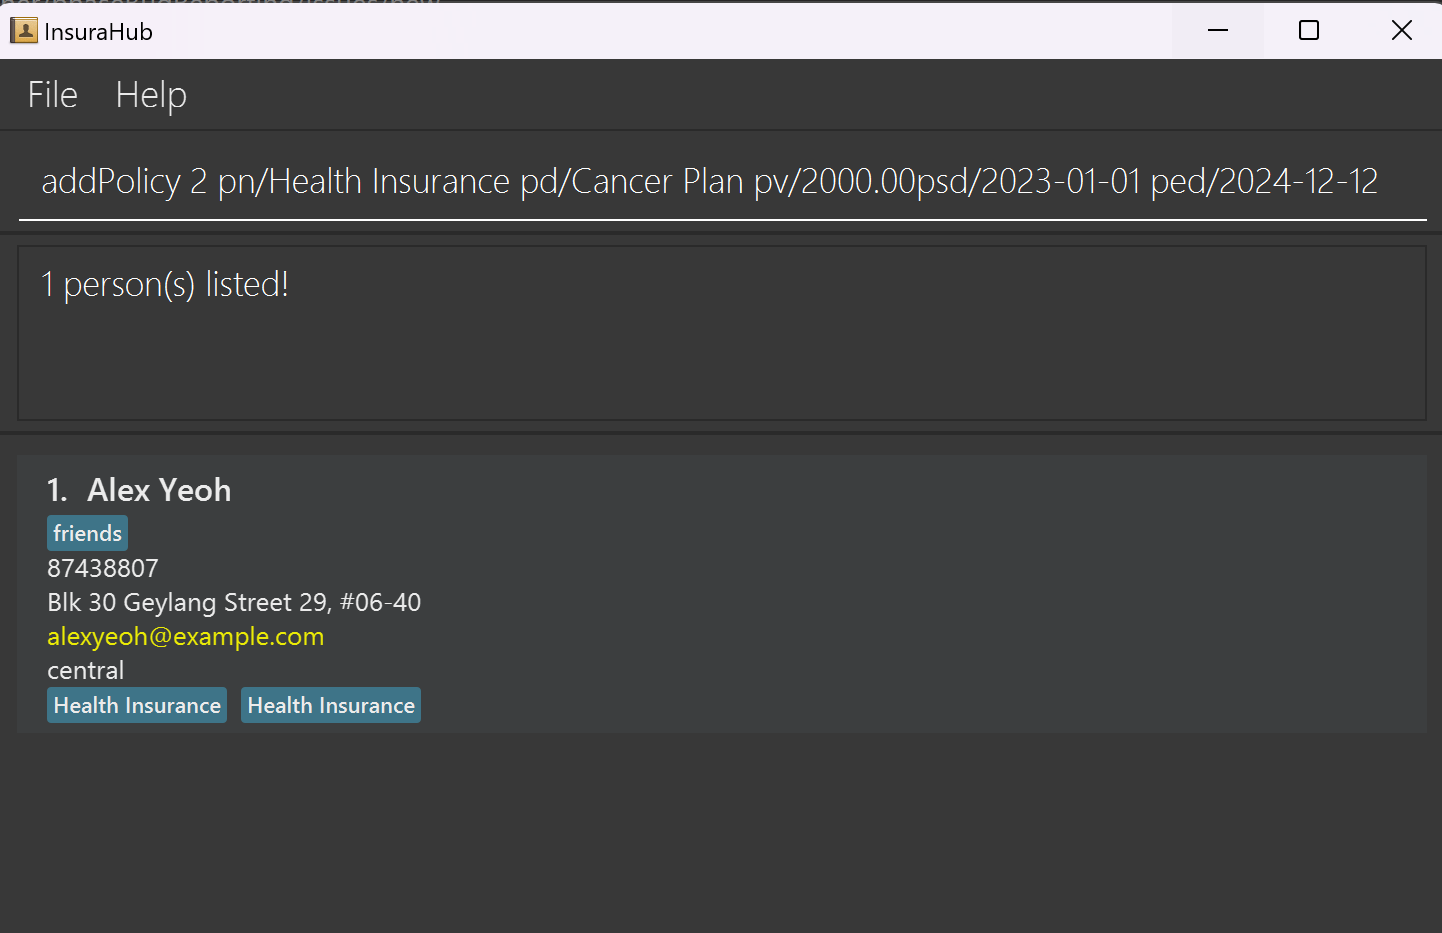 InsuraHub
File Help
addPolicy 2 pn/Health Insurance pd/Cancer Plan pv/2000.00psd/2023-01-01 ped/2024-12-12
1 person(s) listed!
1. Alex Yeoh
friends
87438807
Blk 30 Geylang Street 29, #06-40
alexyeoh@example.com
central
Health Insurance Health Insurance